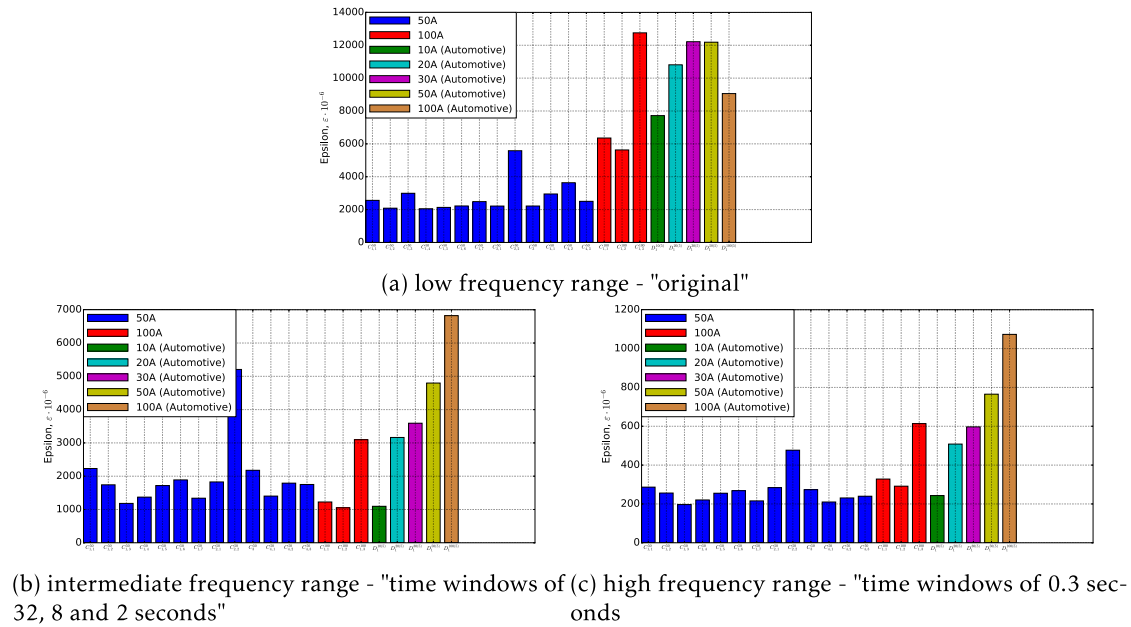 14000
12000
10000
8000
6000
4000
2000
0
Epsilon, ε · 10⁻⁶
50A
100A
10A (Automotive)
20A (Automotive)
30A (Automotive)
50A (Automotive)
100A (Automotive)
(a) low frequency range - "original"
7000
6000
5000
4000
3000
2000
1000
0
Epsilon, ε · 10⁻⁶
50A
100A
10A (Automotive)
20A (Automotive)
30A (Automotive)
50A (Automotive)
100A (Automotive)
1200
1000
800
600
400
200
0
Epsilon, ε · 10⁻⁶
50A
100A
10A (Automotive)
20A (Automotive)
30A (Automotive)
50A (Automotive)
100A (Automotive)
(b) intermediate frequency range - "time windows of
32, 8 and 2 seconds"
(c) high frequency range - "time windows of 0.3 sec-
onds